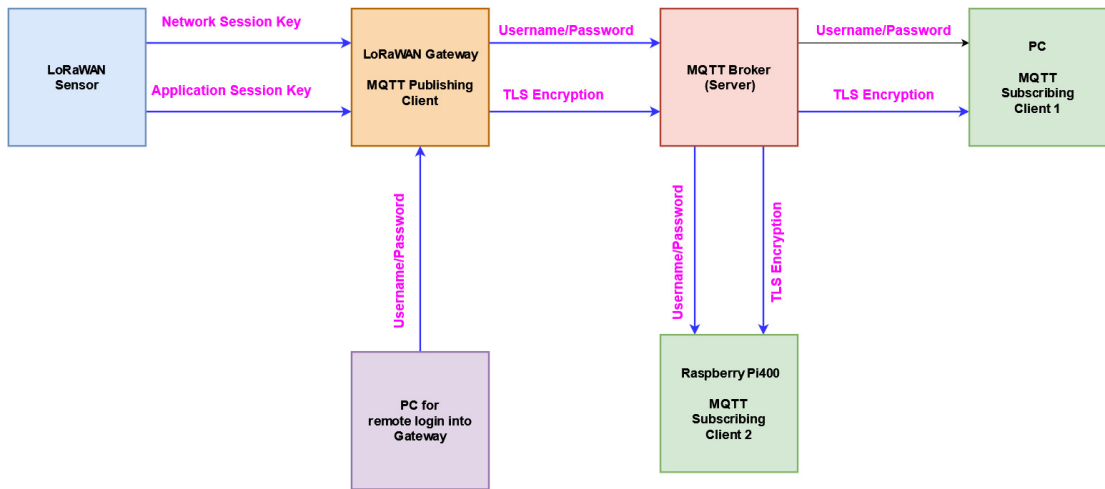 LoRaWAN
Sensor
Network Session Key
Application Session Key
LoRaWAN Gateway
MQTT Publishing
Client
Username/Password
TLS Encryption
MQTT Broker
(Server)
Username/Password
TLS Encryption
PC
MQTT
Subscribing
Client 1
Username/Password
Username/Password
TLS Encryption
PC for
remote login into
Gateway
Raspberry Pi400
MQTT
Subscribing
Client 2